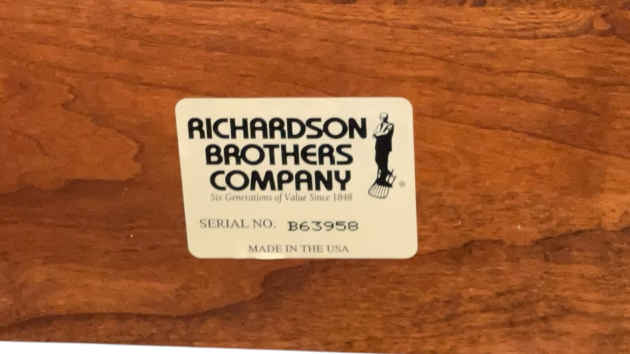 RICHARDSON
BROTHERS
COMPANY
Six Generations of Value Since 1848
SERIAL NO. B63958
MADE IN THE USA